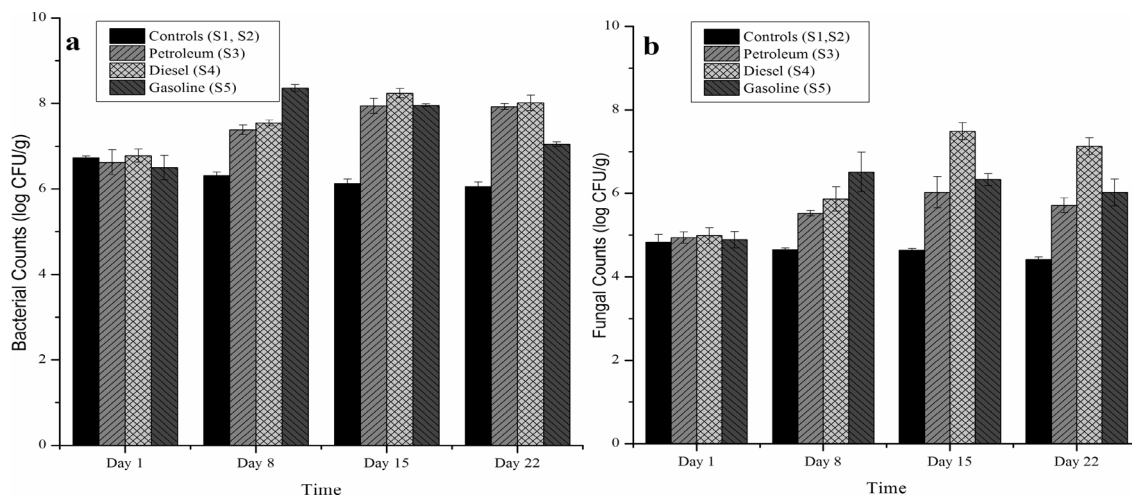 a
Controls (S1, S2)
Petroleum (S3)
Diesel (S4)
Gasoline (S5)
Bacterial Counts (log CFU/g)
10
8
6
4
2
0
Day 1 Day 8 Day 15 Day 22
Time
b
Controls (S1,S2)
Petroleum (S3)
Diesel (S4)
Gasoline (S5)
Fungal Counts (log CFU/g)
10
8
6
4
2
0
Day 1 Day 8 Day 15 Day 22
Time